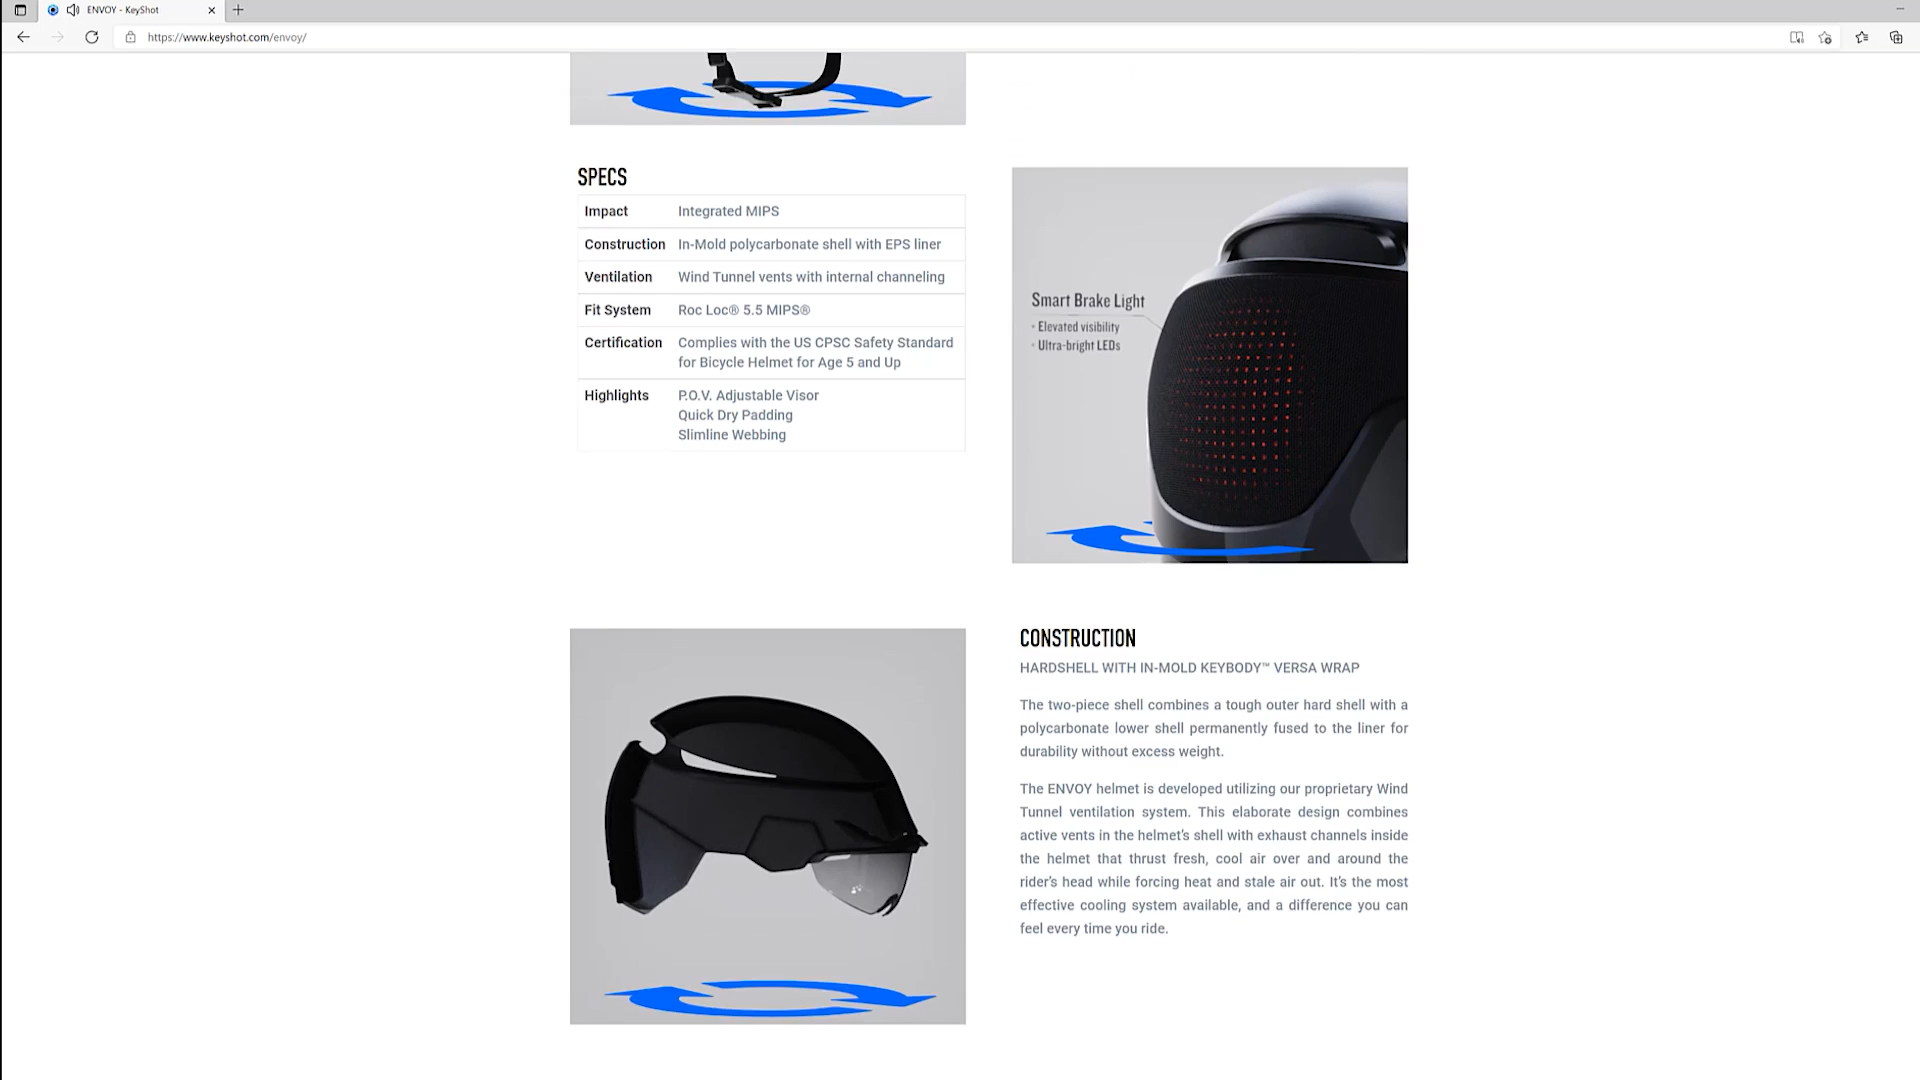 ENVOY - KeyShot
https://www.keyshot.com/envoy/
SPECS
Impact Integrated MIPS
Construction In-Mold polycarbonate shell with EPS liner
Ventilation Wind Tunnel vents with internal channeling
Fit System Roc Loc® 5.5 MIPS®
Certification Complies with the US CPSC Safety Standard
for Bicycle Helmet for Age 5 and Up
Highlights P.O.V. Adjustable Visor
Quick Dry Padding
Slimline Webbing
Smart Brake Light
• Elevated visibility
• Ultra-bright LEDs
CONSTRUCTION
HARDSHELL WITH IN-MOLD KEYBODY™ VERSA WRAP
The two-piece shell combines a tough outer hard shell with a
polycarbonate lower shell permanently fused to the liner for
durability without excess weight.
The ENVOY helmet is developed utilizing our proprietary Wind
Tunnel ventilation system. This elaborate design combines
active vents in the helmet's shell with exhaust channels inside
the helmet that thrust fresh, cool air over and around the
rider's head while forcing heat and stale air out. It's the most
effective cooling system available, and a difference you can
feel every time you ride.